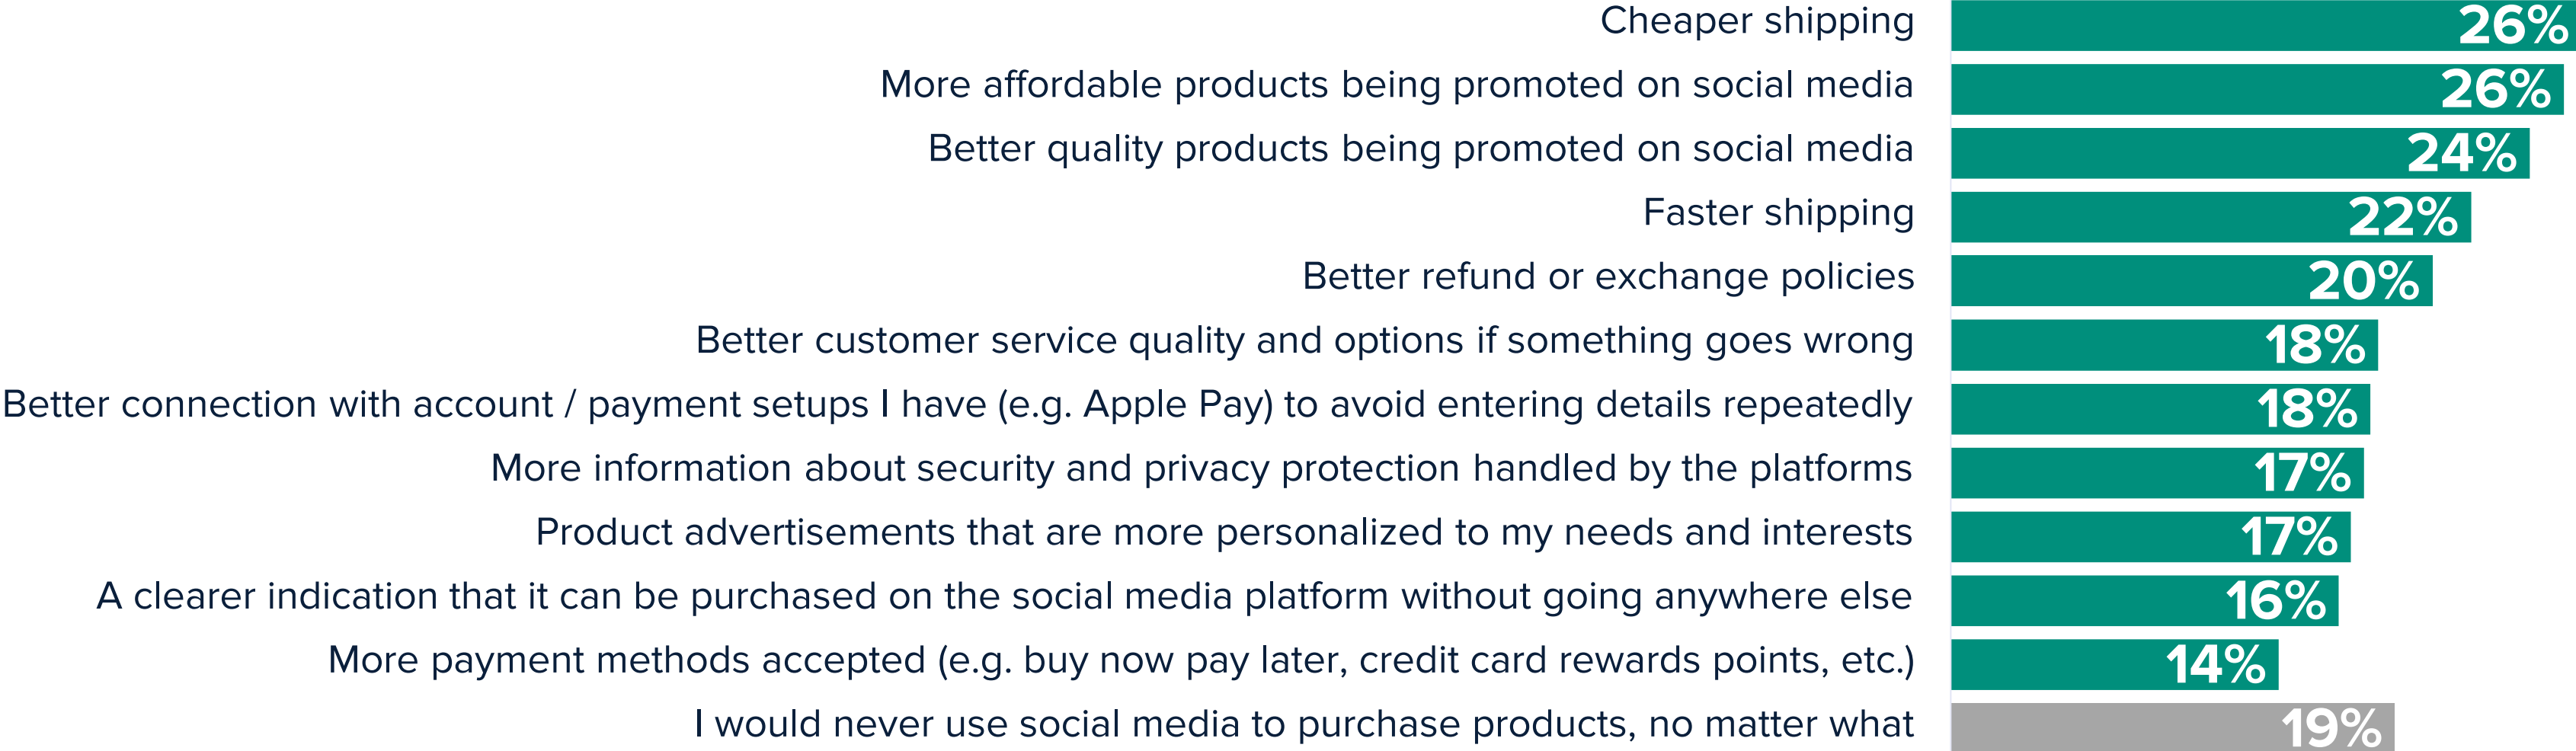 Cheaper shipping 26%
More affordable products being promoted on social media 26%
Better quality products being promoted on social media 24%
Faster shipping 22%
Better refund or exchange policies 20%
Better customer service quality and options if something goes wrong 18%
Better connection with account / payment setups I have (e.g. Apple Pay) to avoid entering details repeatedly 18%
More information about security and privacy protection handled by the platforms 17%
Product advertisements that are more personalized to my needs and interests 17%
A clearer indication that it can be purchased on the social media platform without going anywhere else 16%
More payment methods accepted (e.g. buy now pay later, credit card rewards points, etc.) 14%
I would never use social media to purchase products, no matter what 19%